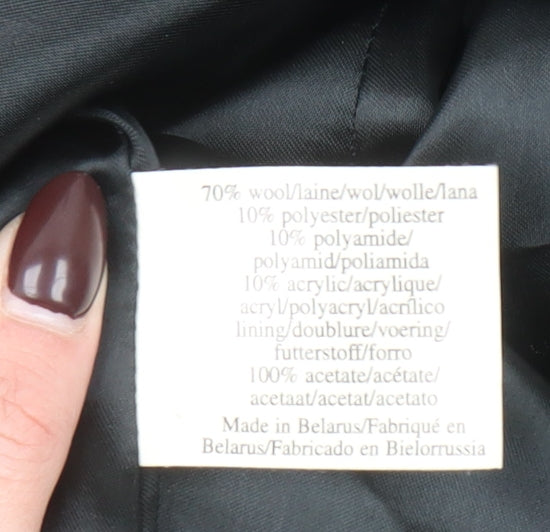 70% wool/laine/wol/wolle/lana
10% polyester/poliester
10% polyamide/
polyamid/poliamida
10% acrylic/acrylique/
acryl/polyacryl/acrílico
lining/doublure/voering/
futterstoff/forro
100% acetate/acétate/
acetaat/acetat/acetato
Made in Belarus/Fabriqué en
Belarus/Fabricado en Bielorrussia